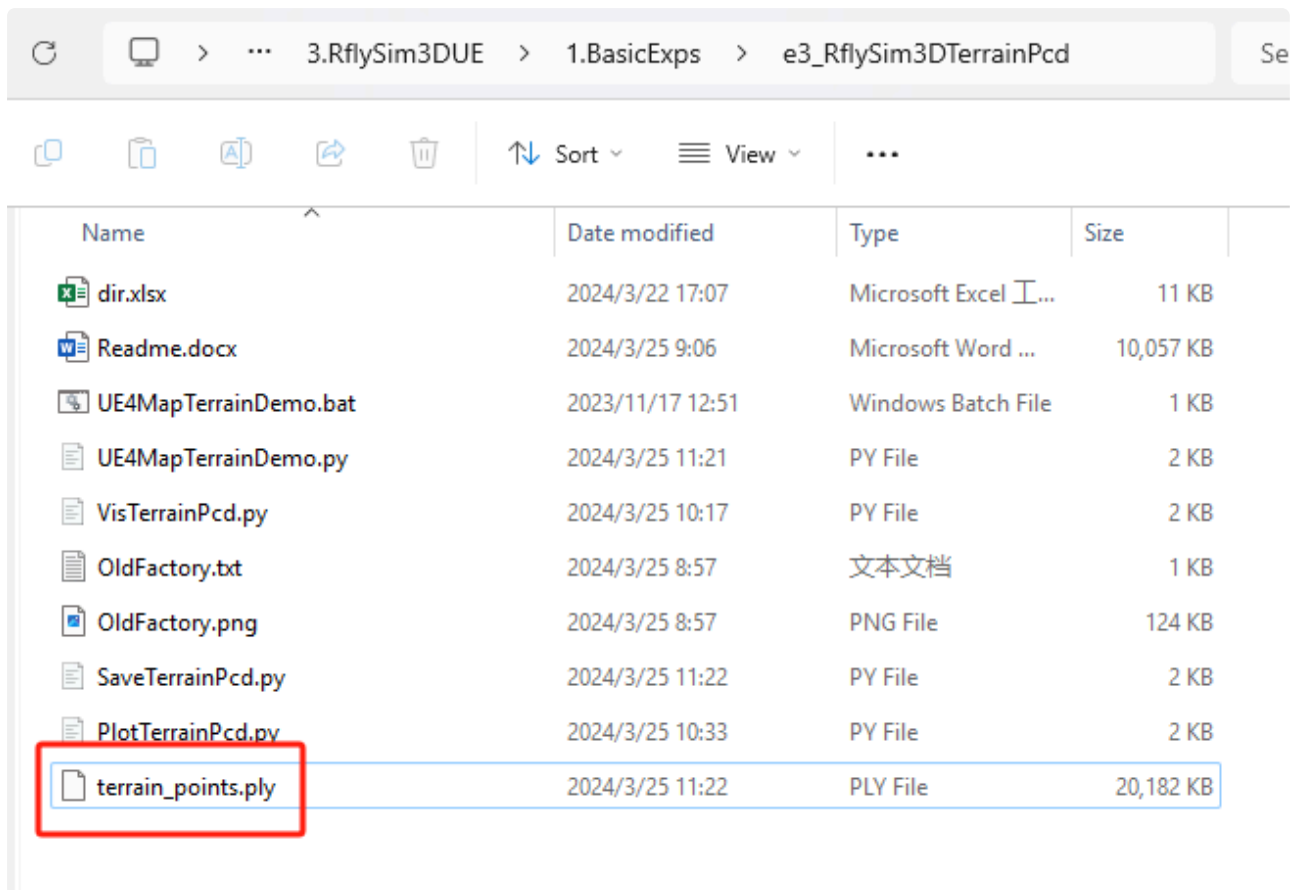 … 3.RflySim3DUE > 1.BasicExps > e3_RflySim3DTerrainPcd Se
Sort View …
Name Date modified Type Size
dir.xlsx 2024/3/22 17:07 Microsoft Excel 工... 11 KB
Readme.docx 2024/3/25 9:06 Microsoft Word ... 10,057 KB
UE4MapTerrainDemo.bat 2023/11/17 12:51 Windows Batch File 1 KB
UE4MapTerrainDemo.py 2024/3/25 11:21 PY File 2 KB
VisTerrainPcd.py 2024/3/25 10:17 PY File 2 KB
OldFactory.txt 2024/3/25 8:57 文本文档 1 KB
OldFactory.png 2024/3/25 8:57 PNG File 124 KB
SaveTerrainPcd.py 2024/3/25 11:22 PY File 2 KB
PlotTerrainPcd.py 2024/3/25 10:33 PY File 2 KB
terrain_points.ply 2024/3/25 11:22 PLY File 20,182 KB